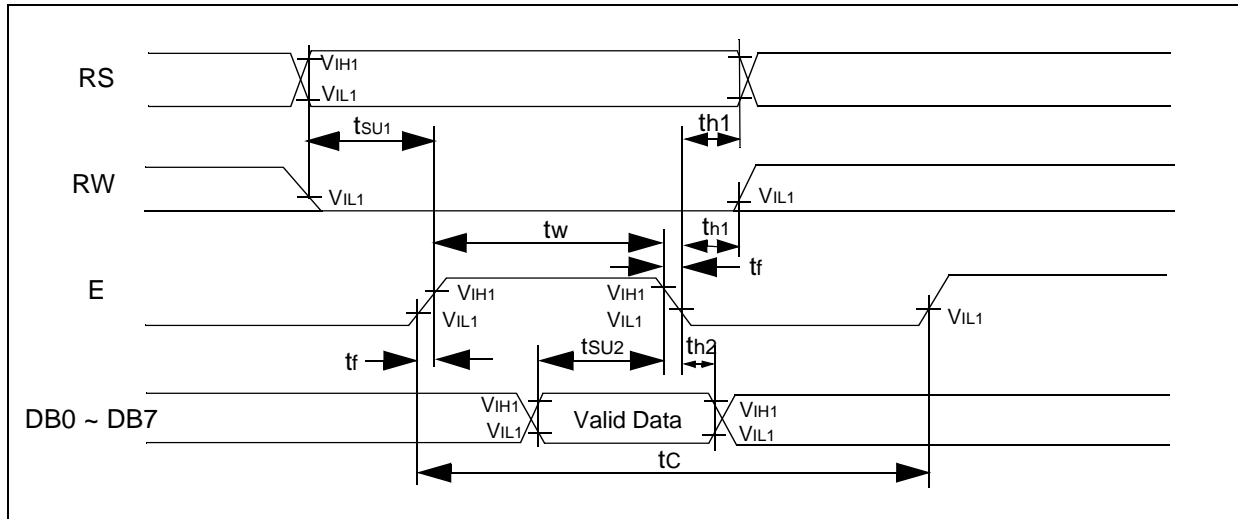 RS
VIH1
VIL1
tSU1
th1
RW
VIL1
VIL1
tw
th1
tf
E
VIH1
VIL1
VIH1
VIL1
VIL1
tf
tSU2
th2
DB0 ~ DB7
VIH1
VIL1
Valid Data
VIH1
VIL1
tC